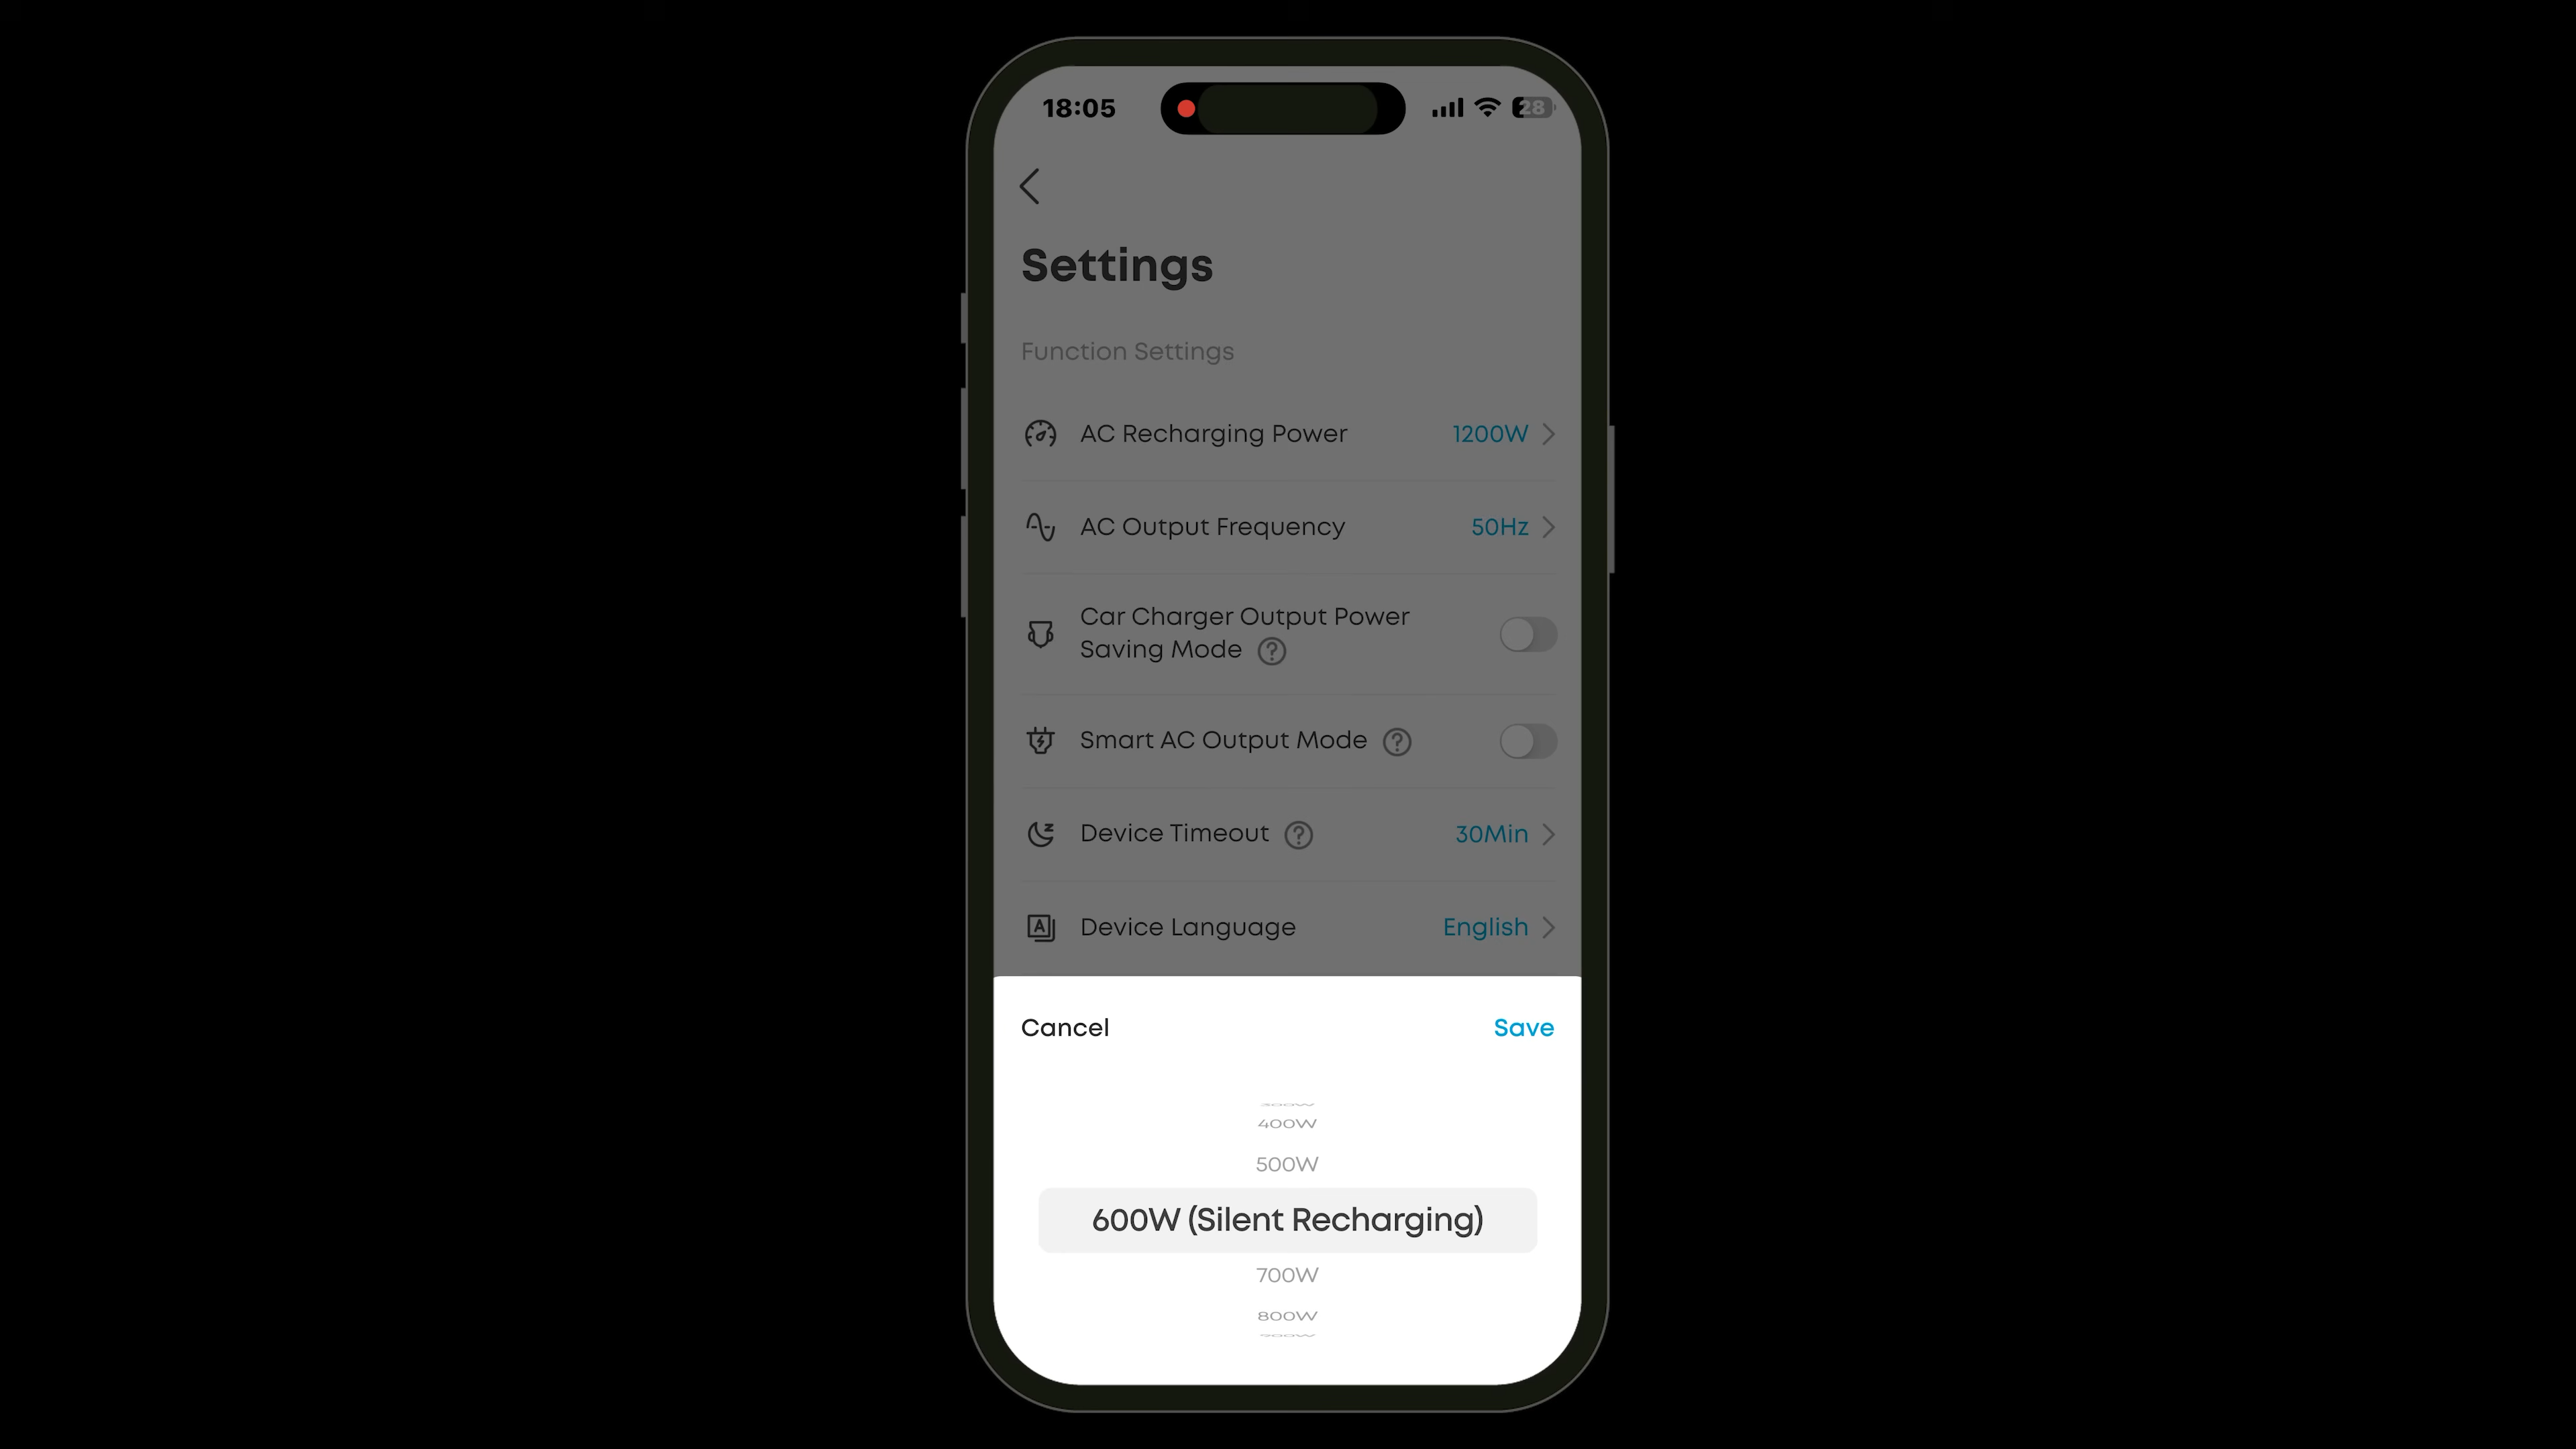 18:05
28
Settings
Function Settings
AC Recharging Power 1200W
AC Output Frequency 50Hz
Car Charger Output Power
Saving Mode ?
Smart AC Output Mode ?
Device Timeout ? 30Min
Device Language English
Cancel Save
300W
400W
500W
600W (Silent Recharging)
700W
800W
900W